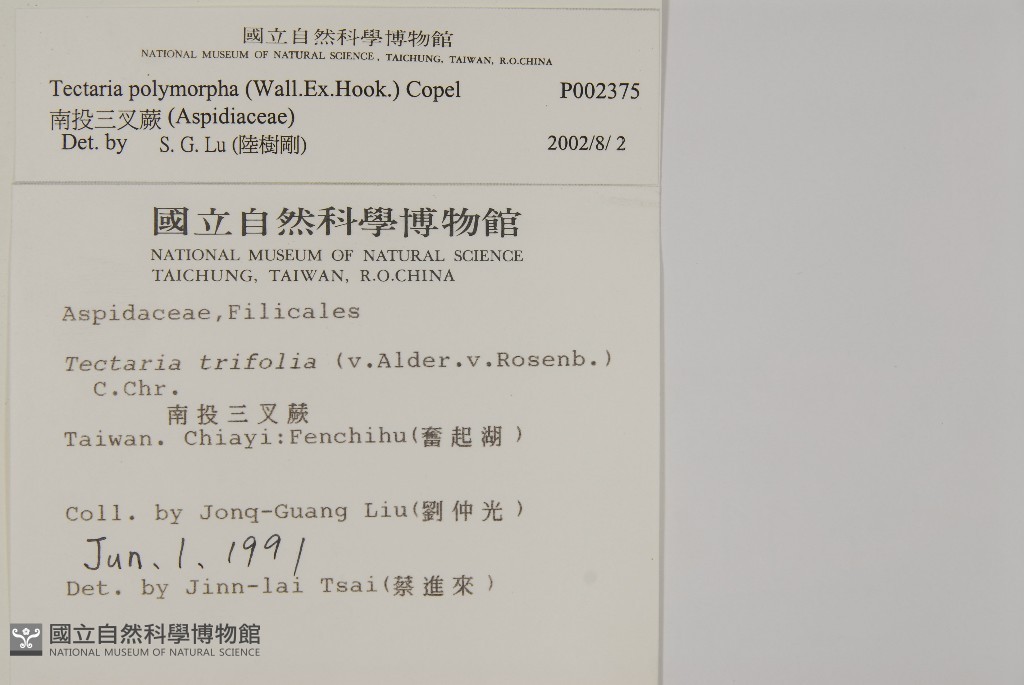 國立自然科學博物館
NATIONAL MUSEUM OF NATURAL SCIENCE, TAICHUNG, TAIWAN, R.O.CHINA
Tectaria polymorpha (Wall.Ex.Hook.) Copel P002375
南投三叉蕨 (Aspidiaceae)
Det. by S. G. Lu (陸樹剛) 2002/8/ 2
國立自然科學博物館
NATIONAL MUSEUM OF NATURAL SCIENCE
TAICHUNG, TAIWAN, R.O.CHINA
Aspidaceae,Filicales
Tectaria trifolia (v.Alder.v.Rosenb.)
C.Chr.
南投三叉蕨
Taiwan. Chiayi:Fenchihu(奮起湖)
Coll. by Jonq-Guang Liu(劉仲光)
Jun. 1. 1991
Det. by Jinn-lai Tsai(蔡進來)
國立自然科學博物館
NATIONAL MUSEUM OF NATURAL SCIENCE